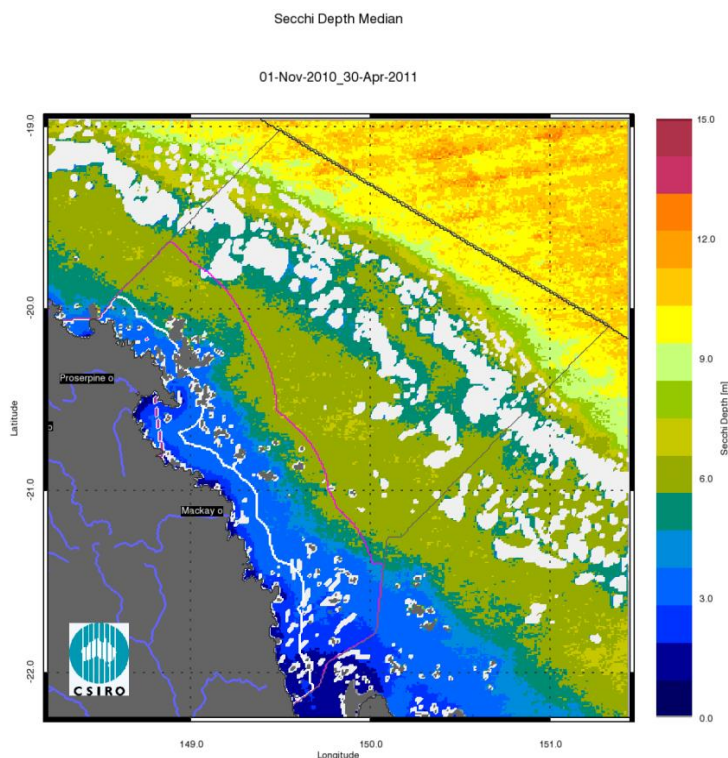 Secchi Depth Median
01-Nov-2010_30-Apr-2011
-19.0
-20.0
-21.0
-22.0
Latitude
Proserpine o
o
Mackay o
CSIRO
149.0
150.0
151.0
Longitude
15.0
12.0
9.0
6.0
3.0
0.0
Secchi Depth [m]